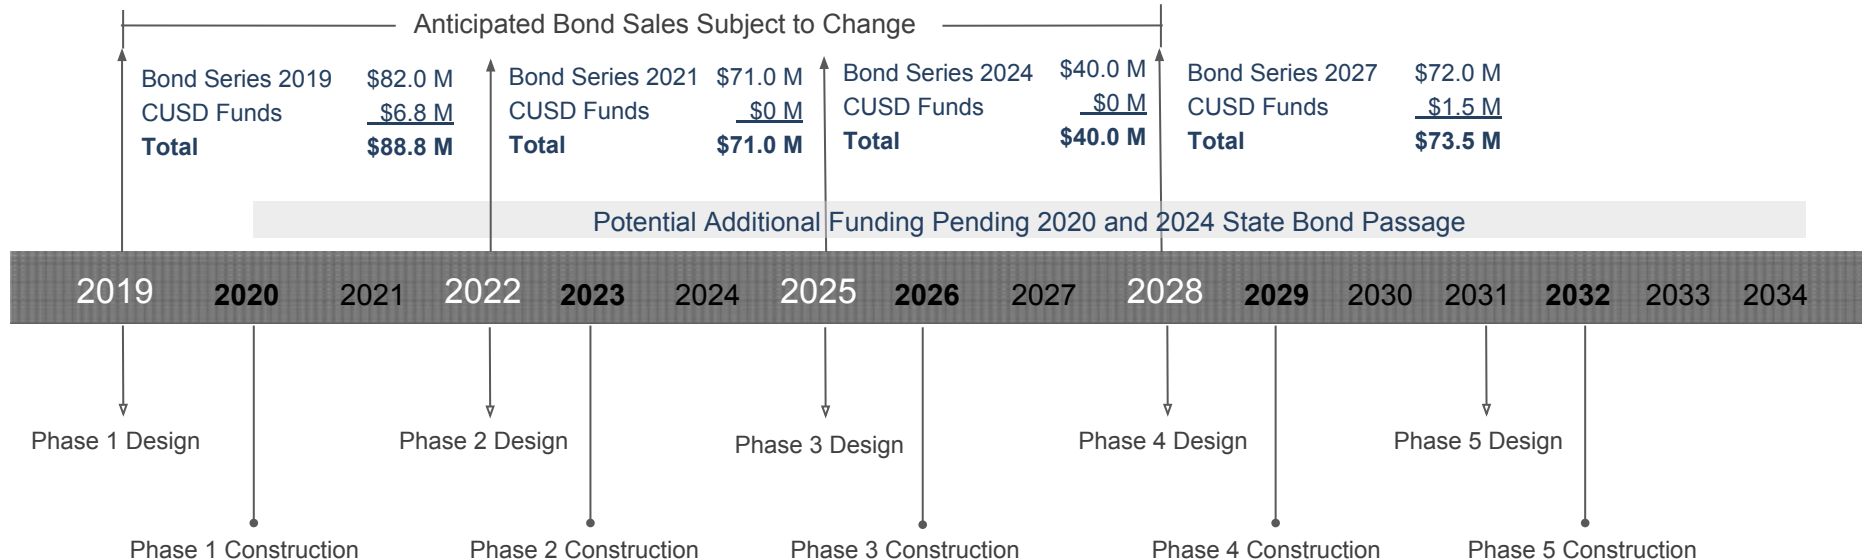 Anticipated Bond Sales Subject to Change
Bond Series 2019 $82.0 M
CUSD Funds $6.8 M
Total $88.8 M
Bond Series 2021 $71.0 M
CUSD Funds $0 M
Total $71.0 M
Bond Series 2024 $40.0 M
CUSD Funds $0 M
Total $40.0 M
Bond Series 2027 $72.0 M
CUSD Funds $1.5 M
Total $73.5 M
Potential Additional Funding Pending 2020 and 2024 State Bond Passage
2019 2020 2021 2022 2023 2024 2025 2026 2027 2028 2029 2030 2031 2032 2033 2034
Phase 1 Design Phase 2 Design Phase 3 Design Phase 4 Design Phase 5 Design
Phase 1 Construction Phase 2 Construction Phase 3 Construction Phase 4 Construction Phase 5 Construction